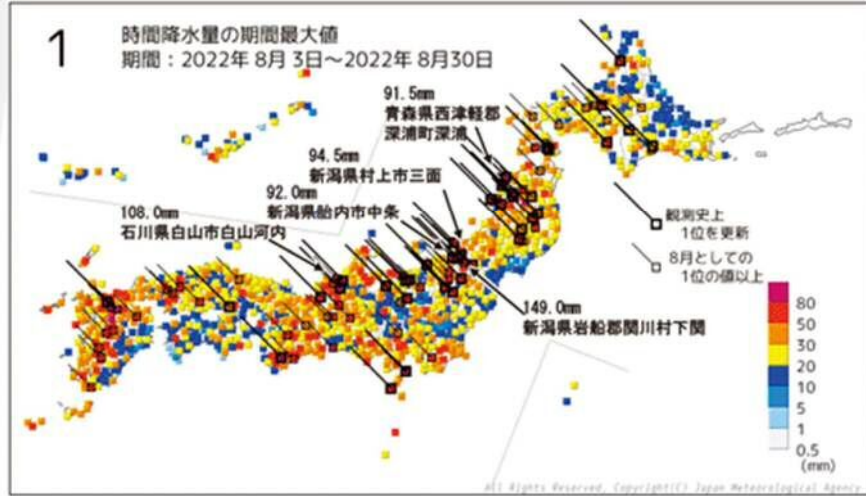 1
時間降水量の期間最大値
期間：2022年 8月 3日～2022年 8月30日
91.5mm
青森県西津軽郡
深浦町深浦
94.5mm
新潟県村上市三面
92.0mm
新潟県胎内市中条
108.0mm
石川県白山市白山河内
149.0mm
新潟県岩船郡関川村下関
観測史上
1位を更新
8月としての
1位の値以上
80
50
30
20
10
5
1
0.5
(mm)
All Rights Reserved, Copyright(C) Japan Meteorological Agency